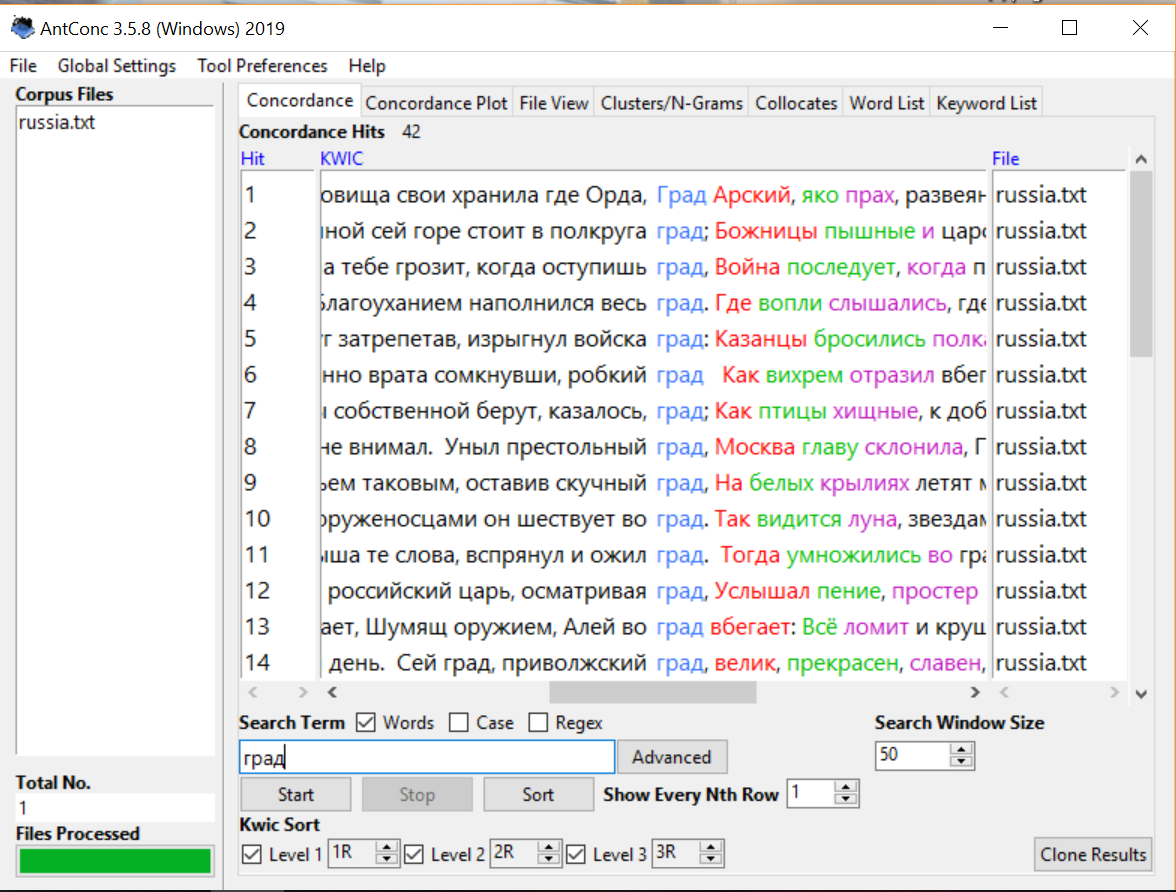 AntConc 3.5.8 (Windows) 2019
File Global Settings Tool Preferences Help
Corpus Files
russia.txt
Concordance Concordance Plot File View Clusters/N-Grams Collocates Word List Keyword List
Concordance Hits 42
Hit KWIC File
1 овища свои хранила где Орда, Град Арский, яко прах, развеян russia.txt
2 ной сей горе стоит в полкруга град; Божницы пышные и царс russia.txt
3 а тебе грозит, когда оступишь град, Война последует, когда п russia.txt
4 Благоуханием наполнился весь град. Где вопли слышались, где russia.txt
5 г затрепетав, изрыгнул войска град: Казанцы бросились полка russia.txt
6 нно врата сомкнувши, робкий град Как вихрем отразил вбег russia.txt
7 ы собственной берут, казалось, град; Как птицы хищные, к доб russia.txt
8 не внимал. Уныл престольный град, Москва главу склонила, П russia.txt
9 ьем таковым, оставив скучный град, На белых крылиях летят м russia.txt
10 оруженосцами он шествует во град. Так видится луна, звездам russia.txt
11 ыша те слова, вспрянул и ожил град. Тогда умножились во гра russia.txt
12 российский царь, осматривая град, Услышал пение, простер russia.txt
13 ает, Шумящ оружием, Алей во град вбегает: Всё ломит и круш russia.txt
14 день. Сей град, приволжский град, велик, прекрасен, славен, russia.txt
Search Term Words Case Regex Search Window Size
град Advanced 50
Start Stop Sort Show Every Nth Row 1
Kwic Sort
Level 1 1R Level 2 2R Level 3 3R Clone Results
Total No.
1
Files Processed